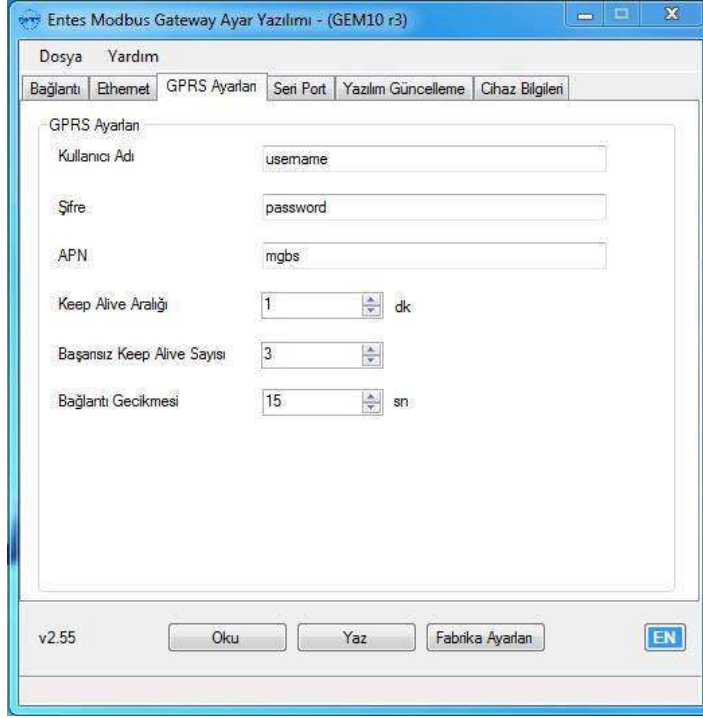 Entes Modbus Gateway Ayar Yazılımı - (GEM10 r3)
Dosya Yardım
Bağlantı Ethernet GPRS Ayarları Seri Port Yazılım Güncelleme Cihaz Bilgileri
GPRS Ayarları
Kullanıcı Adı username
Şifre password
APN mgbs
Keep Alive Aralığı 1 dk
Başarısız Keep Alive Sayısı 3
Bağlantı Gecikmesi 15 sn
v2.55 Oku Yaz Fabrika Ayarları EN